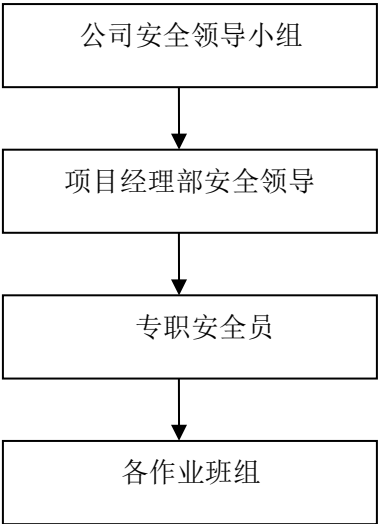 公司安全领导小组
项目经理部安全领导
专职安全员
各作业班组